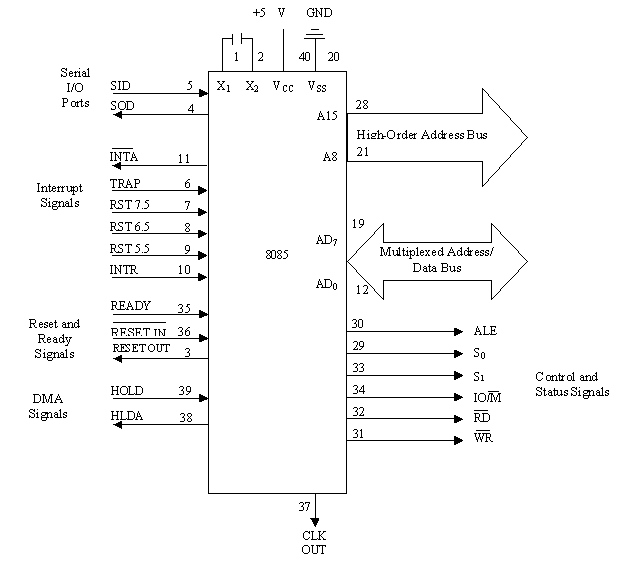 +5 V GND
1 2 40 20
X1 X2 VCC VSS
Serial
I/O
Ports
SID 5
SOD 4
A15 28
High-Order Address Bus
A8 21
INTA 11
Interrupt
Signals
TRAP 6
RST 7.5 7
RST 6.5 8
RST 5.5 9
INTR 10
8085
AD7 19
Multiplexed Address/
Data Bus
AD0 12
Reset and
Ready
Signals
READY 35
RESET IN 36
RESET OUT 3
DMA
Signals
HOLD 39
HLDA 38
30 ALE
29 S0
33 S1
34 IO/M
32 RD
31 WR
Control and
Status Signals
37
CLK
OUT